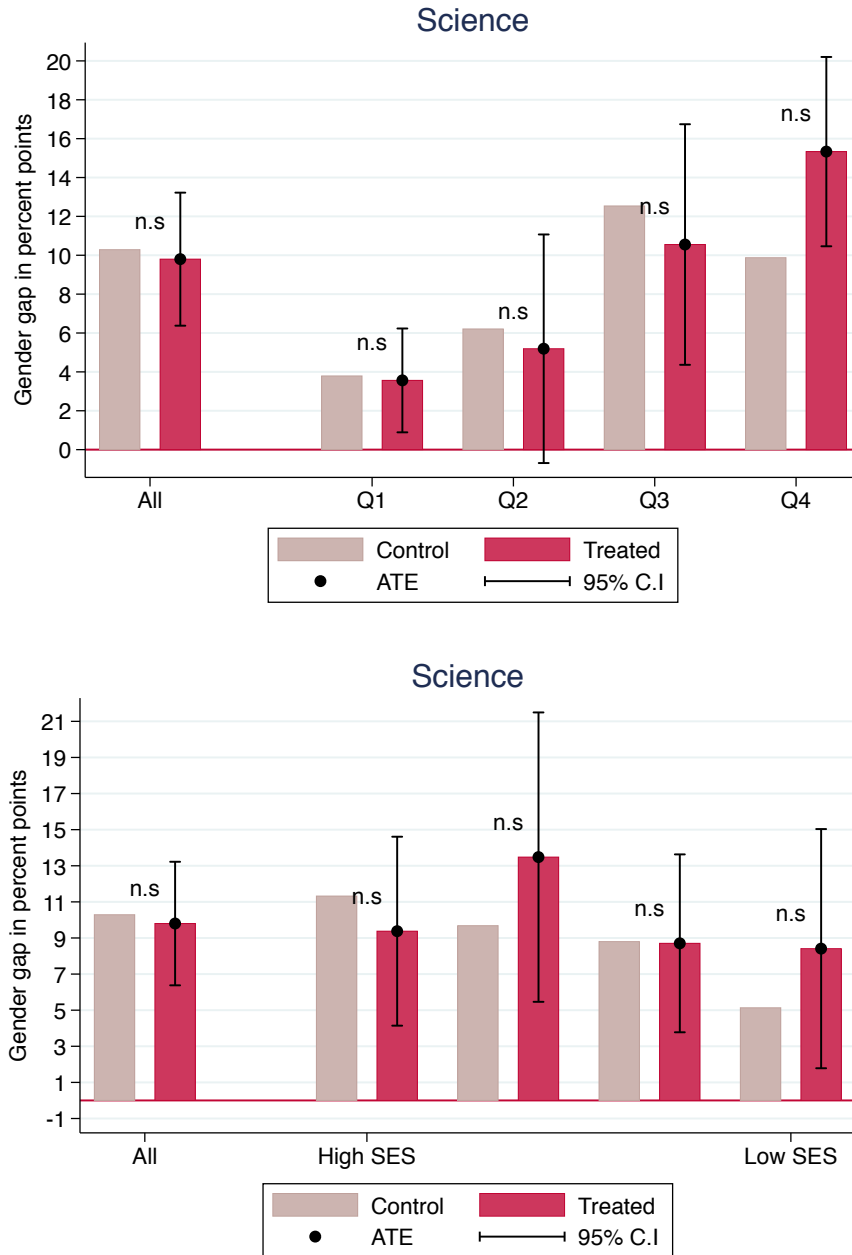 Science
Gender gap in percent points
20
18
16
14
12
10
8
6
4
2
0
n.s
n.s
n.s
n.s
n.s
All Q1 Q2 Q3 Q4
Control Treated
ATE 95% C.I
Science
Gender gap in percent points
21
19
17
15
13
11
9
7
5
3
1
-1
n.s
n.s
n.s
n.s
n.s
All High SES Low SES
Control Treated
ATE 95% C.I